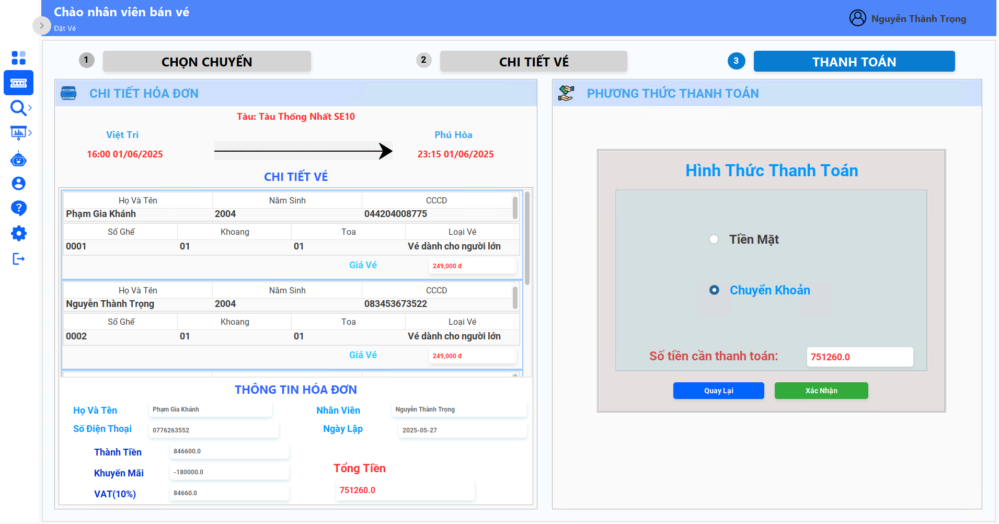 Chào nhân viên bán vé
Đặt Vé
Nguyễn Thành Trọng
1
CHỌN CHUYẾN
2
CHI TIẾT VÉ
3
THANH TOÁN
CHI TIẾT HÓA ĐƠN
Tàu: Tàu Thống Nhất SE10
Việt Trì
Phú Hòa
16:00 01/06/2025
23:15 01/06/2025
CHI TIẾT VÉ
Họ Và Tên Năm Sinh CCCD
Phạm Gia Khánh 2004 044204008775
Số Ghế Khoang Toa Loại Vé
0001 01 01 Vé dành cho người lớn
Giá Vé 249,000 đ
Họ Và Tên Năm Sinh CCCD
Nguyễn Thành Trọng 2004 083453673522
Số Ghế Khoang Toa Loại Vé
0002 01 01 Vé dành cho người lớn
Giá Vé 249,000 đ
THÔNG TIN HÓA ĐƠN
Họ Và Tên Phạm Gia Khánh Nhân Viên Nguyễn Thành Trọng
Số Điện Thoại 0776263552 Ngày Lập 2025-05-27
Thành Tiền 846600.0
Khuyến Mãi -180000.0
VAT(10%) 84660.0
Tổng Tiền
751260.0
PHƯƠNG THỨC THANH TOÁN
Hình Thức Thanh Toán
Tiền Mặt
Chuyển Khoản
Số tiền cần thanh toán: 751260.0
Quay Lại
Xác Nhận